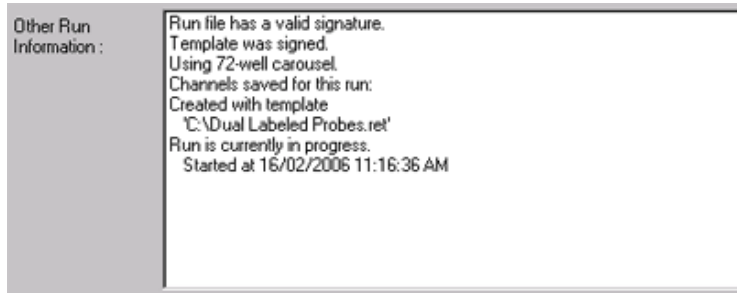 Other Run
Information :
Run file has a valid signature.
Template was signed.
Using 72-well carousel.
Channels saved for this run:
Created with template
'C:\Dual Labeled Probes.ret'
Run is currently in progress.
Started at 16/02/2006 11:16:36 AM